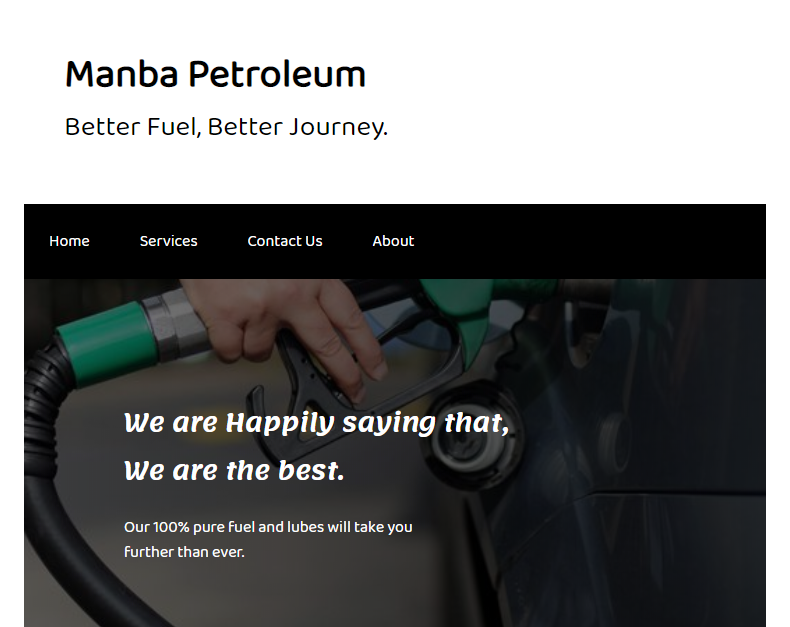 Manba Petroleum
Better Fuel, Better Journey.
Home Services Contact Us About
We are Happily saying that,
We are the best.
Our 100% pure fuel and lubes will take you
further than ever.